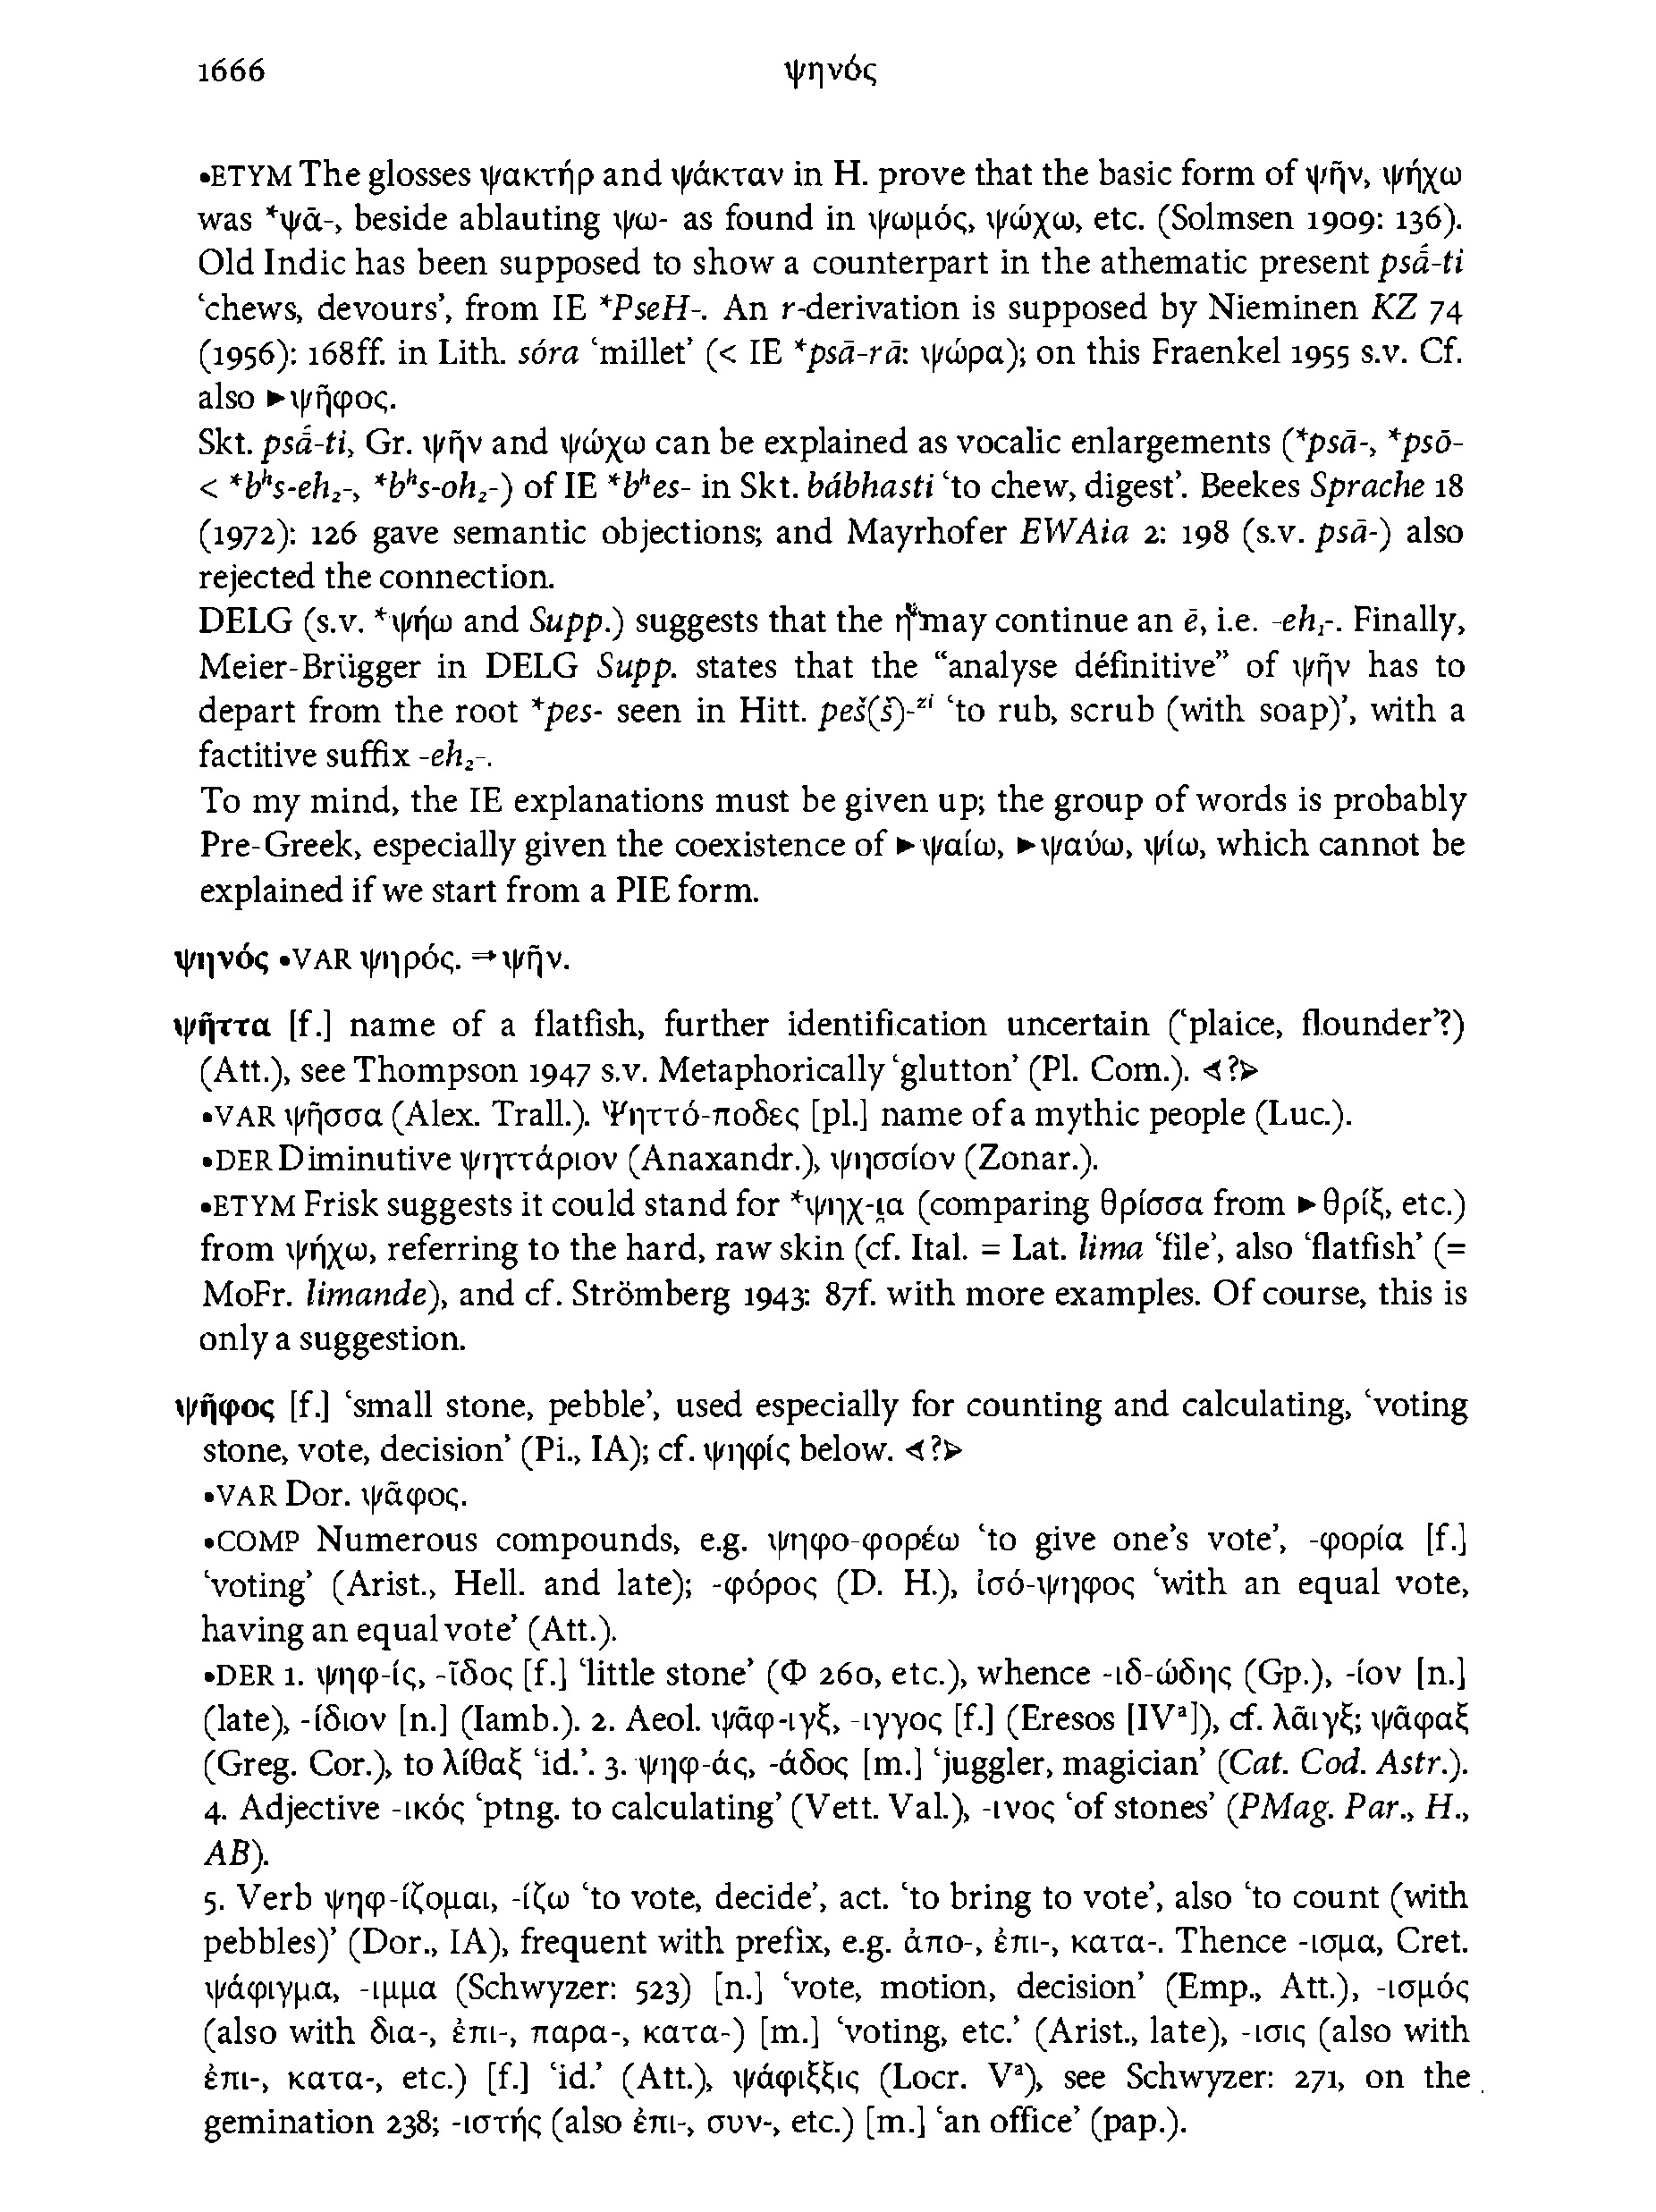 1666 ψηνός
•ETYM The glosses ψακτήρ and ψάκταν in H. prove that the basic form of ψῆν, ψήχω
was *ψᾱ-, beside ablauting ψω- as found in ψωμός, ψώχω, etc. (Solmsen 1909: 136).
Old Indic has been supposed to show a counterpart in the athematic present psā́-ti
‘chews, devours’, from IE *PseH-. An r-derivation is supposed by Nieminen KZ 74
(1956): 168ff. in Lith. sóra ‘millet’ (< IE *psā-rā: ψώρα); on this Fraenkel 1955 s.v. Cf.
also ►ψῆφος.
Skt. psā́-ti, Gr. ψῆν and ψώχω can be explained as vocalic enlargements (*psā-, *psō-
< *bʰs-eh₂-, *bʰs-oh₂-) of IE *bʰes- in Skt. bábhasti ‘to chew, digest’. Beekes Sprache 18
(1972): 126 gave semantic objections; and Mayrhofer EWAia 2: 198 (s.v. psā-) also
rejected the connection.
DELG (s.v. *ψήω and Supp.) suggests that the η may continue an ē, i.e. -eh₁-. Finally,
Meier-Brügger in DELG Supp. states that the “analyse définitive” of ψῆν has to
depart from the root *pes- seen in Hitt. peš(š)-ᶻⁱ ‘to rub, scrub (with soap)’, with a
factitive suffix -eh₂-.
To my mind, the IE explanations must be given up; the group of words is probably
Pre-Greek, especially given the coexistence of ►ψαίω, ►ψαύω, ψίω, which cannot be
explained if we start from a PIE form.
ψηνός •VAR ψηρός. ⇒ψῆν.
ψῆττα [f.] name of a flatfish, further identification uncertain (‘plaice, flounder’?)
(Att.), see Thompson 1947 s.v. Metaphorically ‘glutton’ (Pl. Com.). ⊲?⊳
•VAR ψῆσσα (Alex. Trall.). Ψηττό-ποδες [pl.] name of a mythic people (Luc.).
•DER Diminutive ψηττάριον (Anaxandr.), ψησσίον (Zonar.).
•ETYM Frisk suggests it could stand for *ψηχ-ι̯α (comparing θρίσσα from ►θρίξ, etc.)
from ψήχω, referring to the hard, raw skin (cf. Ital. = Lat. lima ‘file’, also ‘flatfish’ (=
MoFr. limande), and cf. Strömberg 1943: 87f. with more examples. Of course, this is
only a suggestion.
ψῆφος [f.] ‘small stone, pebble’, used especially for counting and calculating, ‘voting
stone, vote, decision’ (Pi., IA); cf. ψηφίς below. ⊲?⊳
•VAR Dor. ψᾶφος.
•COMP Numerous compounds, e.g. ψηφο-φορέω ‘to give one’s vote’, -φορία [f.]
‘voting’ (Arist., Hell. and late); -φόρος (D. H.), ἰσό-ψηφος ‘with an equal vote,
having an equal vote’ (Att.).
•DER 1. ψηφ-ίς, -ῖδος [f.] ‘little stone’ (Φ 260, etc.), whence -ιδ-ώδης (Gp.), -ίον [n.]
(late), -ίδιον [n.] (Iamb.). 2. Aeol. ψᾶφ-ιγξ, -ιγγος [f.] (Eresos [IVᵃ]), cf. λᾶιγξ; ψᾶφαξ
(Greg. Cor.), to λίθαξ ‘id.’. 3. ψηφ-άς, -άδος [m.] ‘juggler, magician’ (Cat. Cod. Astr.).
4. Adjective -ικός ‘ptng. to calculating’ (Vett. Val.), -ινος ‘of stones’ (PMag. Par., H.,
AB).
5. Verb ψηφ-ίζομαι, -ίζω ‘to vote, decide’, act. ‘to bring to vote’, also ‘to count (with
pebbles)’ (Dor., IA), frequent with prefix, e.g. ἀπο-, ἐπι-, κατα-. Thence -ισμα, Cret.
ψάφιγμα, -ιμμα (Schwyzer: 523) [n.] ‘vote, motion, decision’ (Emp., Att.), -ισμός
(also with δια-, ἐπι-, παρα-, κατα-) [m.] ‘voting, etc.’ (Arist., late), -ισις (also with
ἐπι-, κατα-, etc.) [f.] ‘id.’ (Att.), ψάφιξξις (Locr. Vᵃ), see Schwyzer: 271, on the
gemination 238; -ιστής (also ἐπι-, συν-, etc.) [m.] ‘an office’ (pap.).